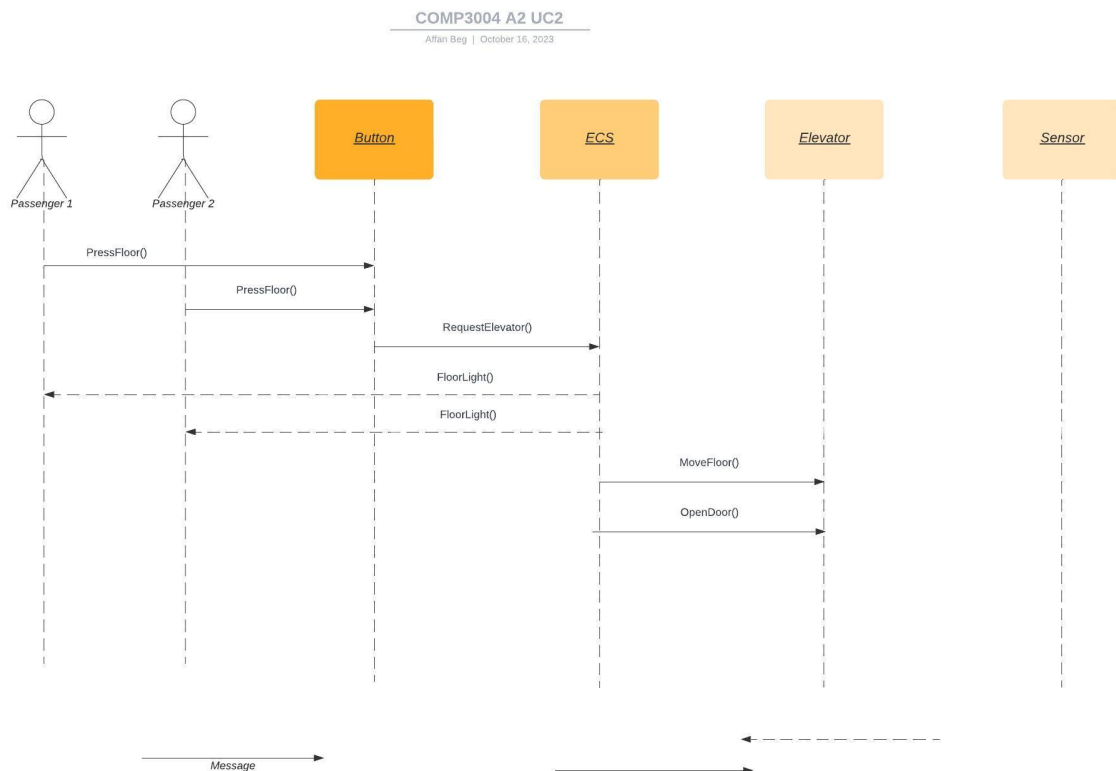 COMP3004 A2 UC2
Affan Beg | October 16, 2023
Button
ECS
Elevator
Sensor
Passenger 1
Passenger 2
PressFloor()
PressFloor()
RequestElevator()
FloorLight()
FloorLight()
MoveFloor()
OpenDoor()
Message